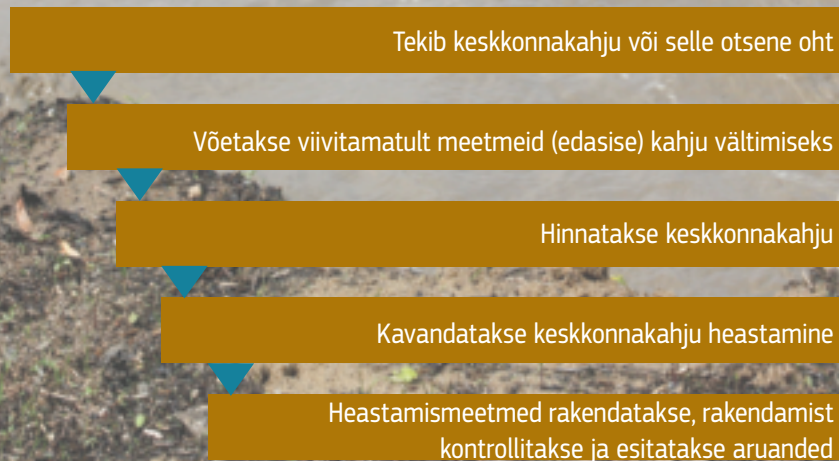 Tekib keskkonnakahju või selle otsene oht
Võetakse viivitamatult meetmeid (edasise) kahju vältimiseks
Hinnatakse keskkonnakahju
Kavandatakse keskkonnakahju heastamine
Heastamismeetmed rakendatakse, rakendamist
kontrollitakse ja esitatakse aruanded